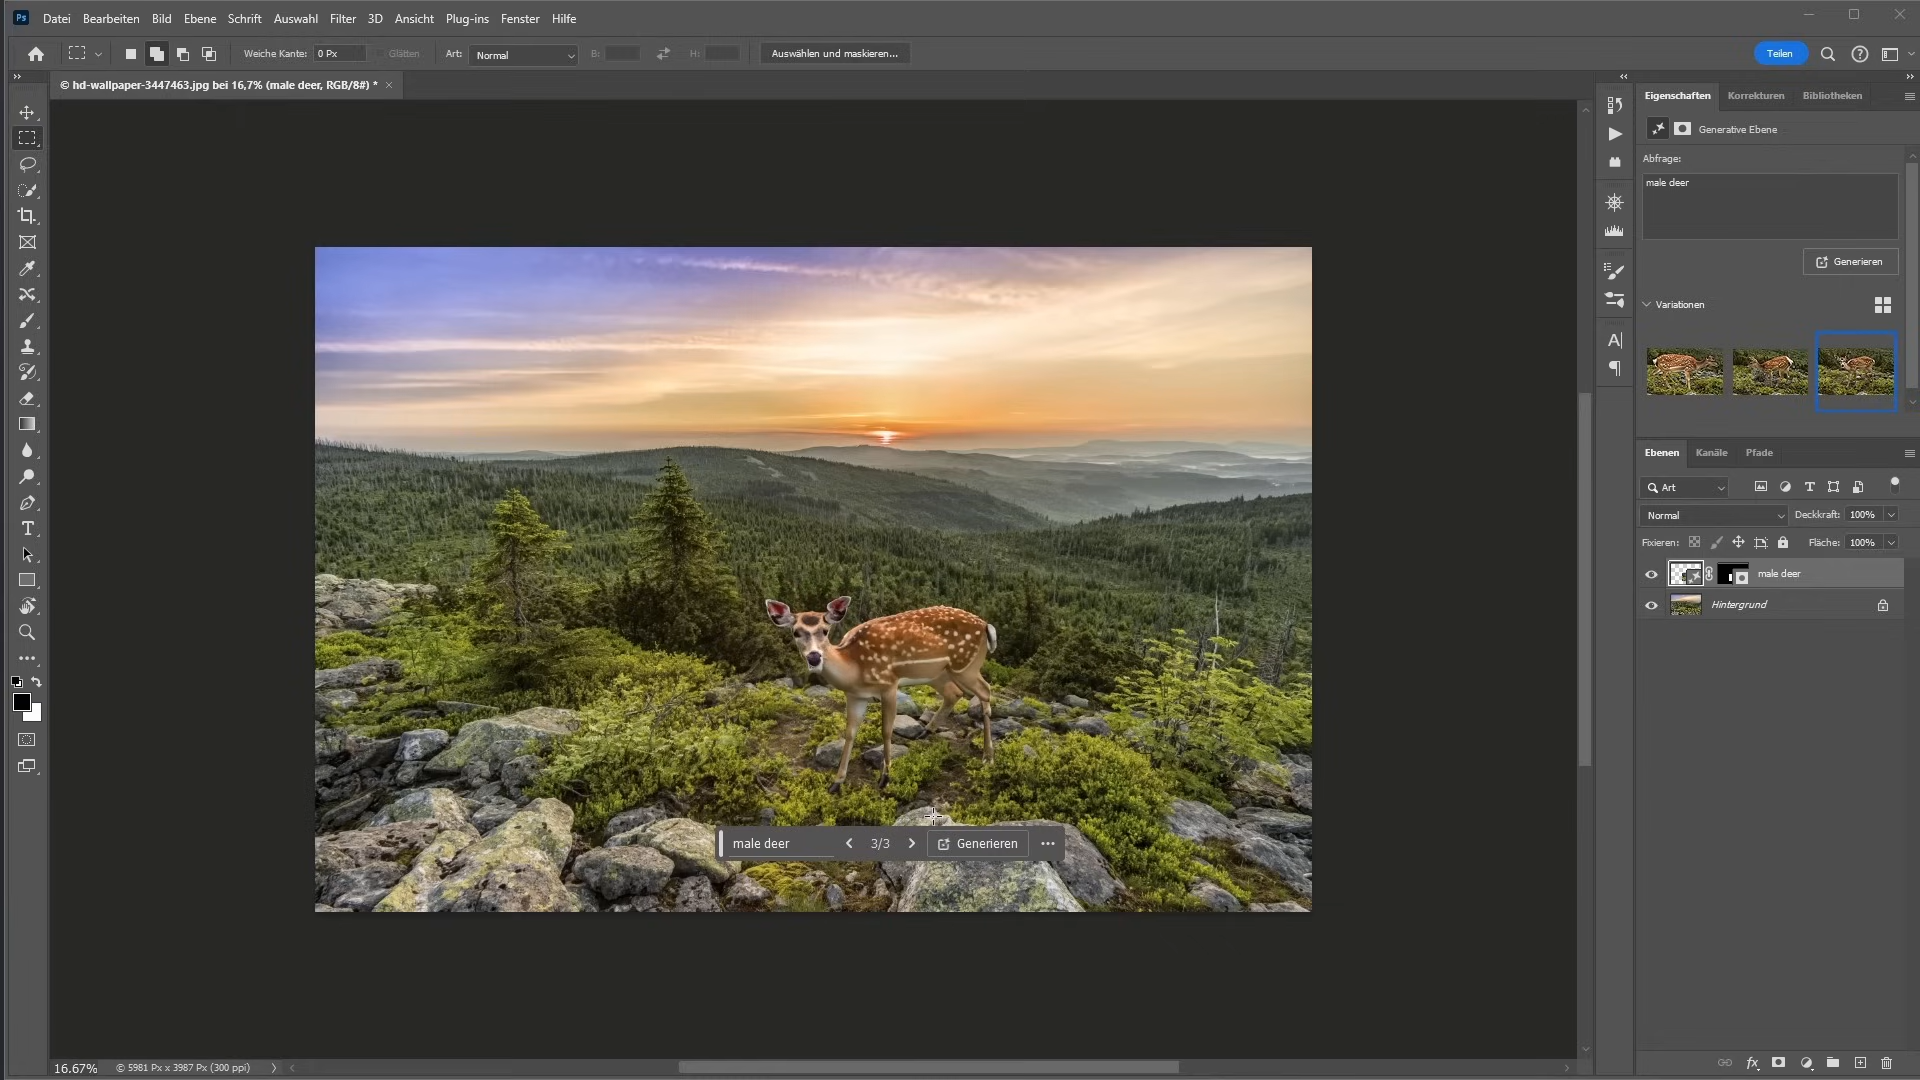 Ps
Datei Bearbeiten Bild Ebene Schrift Auswahl Filter 3D Ansicht Plug-ins Fenster Hilfe
Weiche Kante: 0 Px Glätten Art: Normal B: H: Auswählen und maskieren... Teilen
© hd-wallpaper-3447463.jpg bei 16,7% (male deer, RGB/8#) *
Eigenschaften Korrekturen Bibliotheken
Generative Ebene
Abfrage:
male deer
Generieren
Variationen
Ebenen Kanäle Pfade
Art
Normal Deckkraft: 100%
Fixieren: Fläche: 100%
male deer
Hintergrund
male deer 3/3 Generieren
16,67% © 5981 Px x 3987 Px (300 ppi)